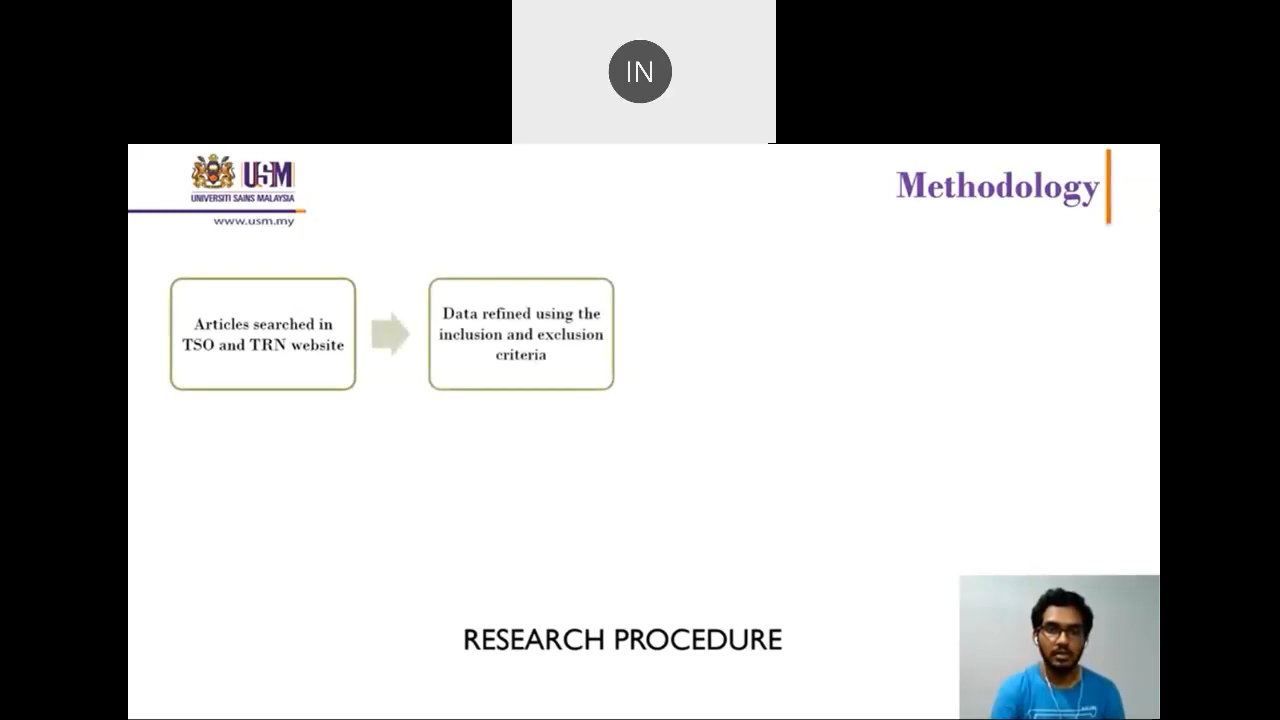 IN
USM
UNIVERSITI SAINS MALAYSIA
www.usm.my
Methodology
Articles searched in
TSO and TRN website
Data refined using the
inclusion and exclusion
criteria
RESEARCH PROCEDURE